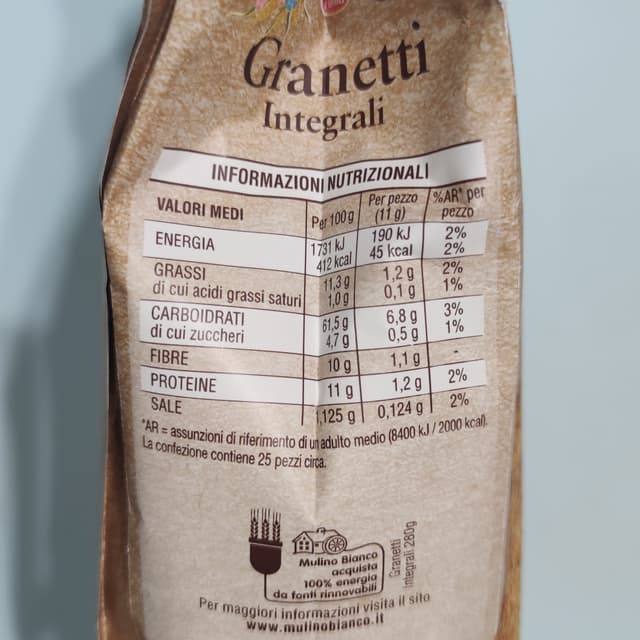 Granetti
Integrali
INFORMAZIONI NUTRIZIONALI
VALORI MEDI Per 100 g Per pezzo (11 g) %AR* per pezzo
ENERGIA 1731 kJ 190 kJ 2%
412 kcal 45 kcal 2%
GRASSI 11,3 g 1,2 g 2%
di cui acidi grassi saturi 1,0 g 0,1 g 1%
CARBOIDRATI 61,5 g 6,8 g 3%
di cui zuccheri 4,7 g 0,5 g 1%
FIBRE 10 g 1,1 g -
PROTEINE 11 g 1,2 g 2%
SALE ,125 g 0,124 g 2%
*AR = assunzioni di riferimento di un adulto medio (8400 kJ / 2000 kcal).
La confezione contiene 25 pezzi circa.
Mulino Bianco
acquista
100% energia
da fonti rinnovabili
Granetti
Integrali 280g
Per maggiori informazioni visita il sito
www.mulinobianco.it